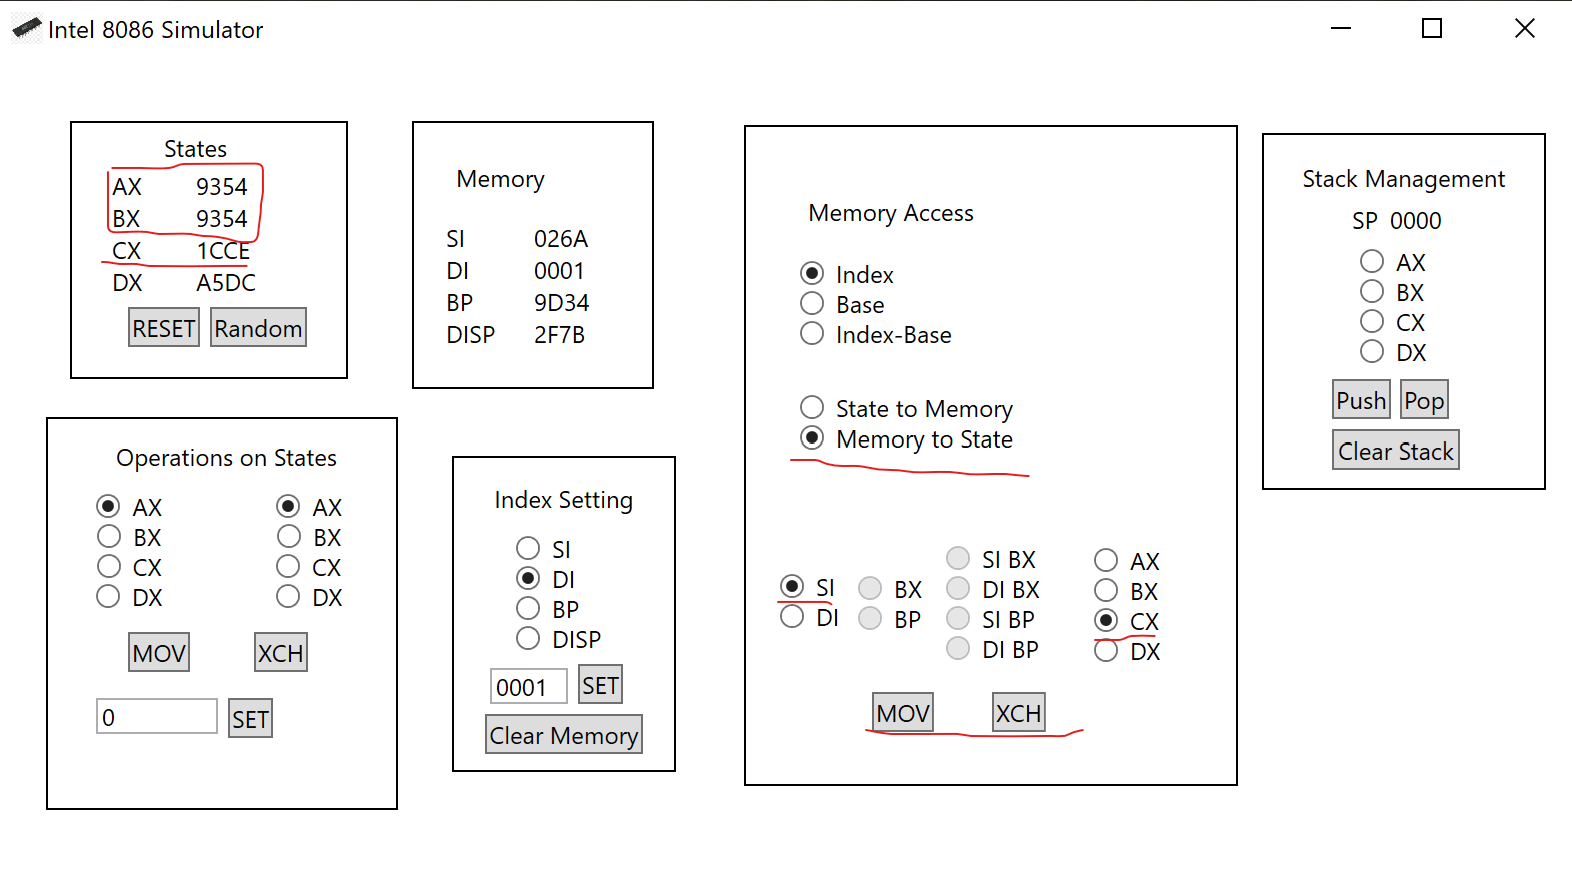 Intel 8086 Simulator
States
AX 9354
BX 9354
CX 1CCE
DX A5DC
RESET Random
Memory
SI 026A
DI 0001
BP 9D34
DISP 2F7B
Operations on States
AX AX
BX BX
CX CX
DX DX
MOV XCH
0 SET
Index Setting
SI
DI
BP
DISP
0001 SET
Clear Memory
Memory Access
Index
Base
Index-Base
State to Memory
Memory to State
SI
DI
BX
BP
SI BX
DI BX
SI BP
DI BP
AX
BX
CX
DX
MOV XCH
Stack Management
SP 0000
AX
BX
CX
DX
Push Pop
Clear Stack